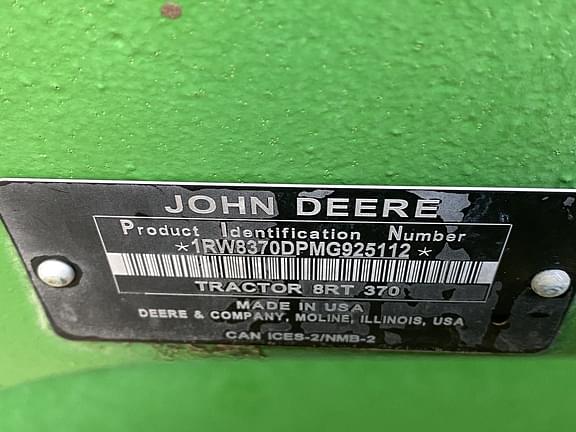 JOHN DEERE
Product Identification Number
*1RW8370DPMG925112*
TRACTOR 8RT 370
MADE IN USA
DEERE & COMPANY, MOLINE, ILLINOIS, USA
CAN ICES-2/NMB-2